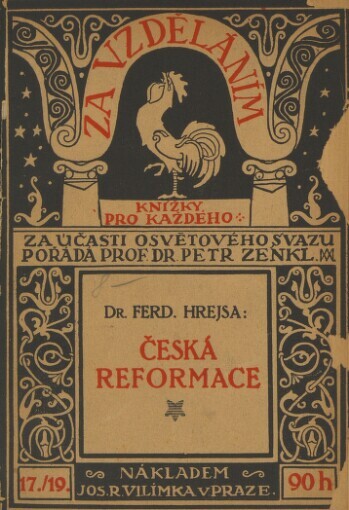 ZA VZDĚLÁNÍM
KNÍŽKY
PRO KAŽDÉHO
ZA ÚČASTI OSVĚTOVÉHO SVAZU
POŘÁDÁ PROF. DR. PETR ZENKL.
8–
DR. FERD. HREJSA:
ČESKÁ
REFORMACE
17./19.
NÁKLADEM
JOS. R. VILÍMKA V PRAZE.
90 h